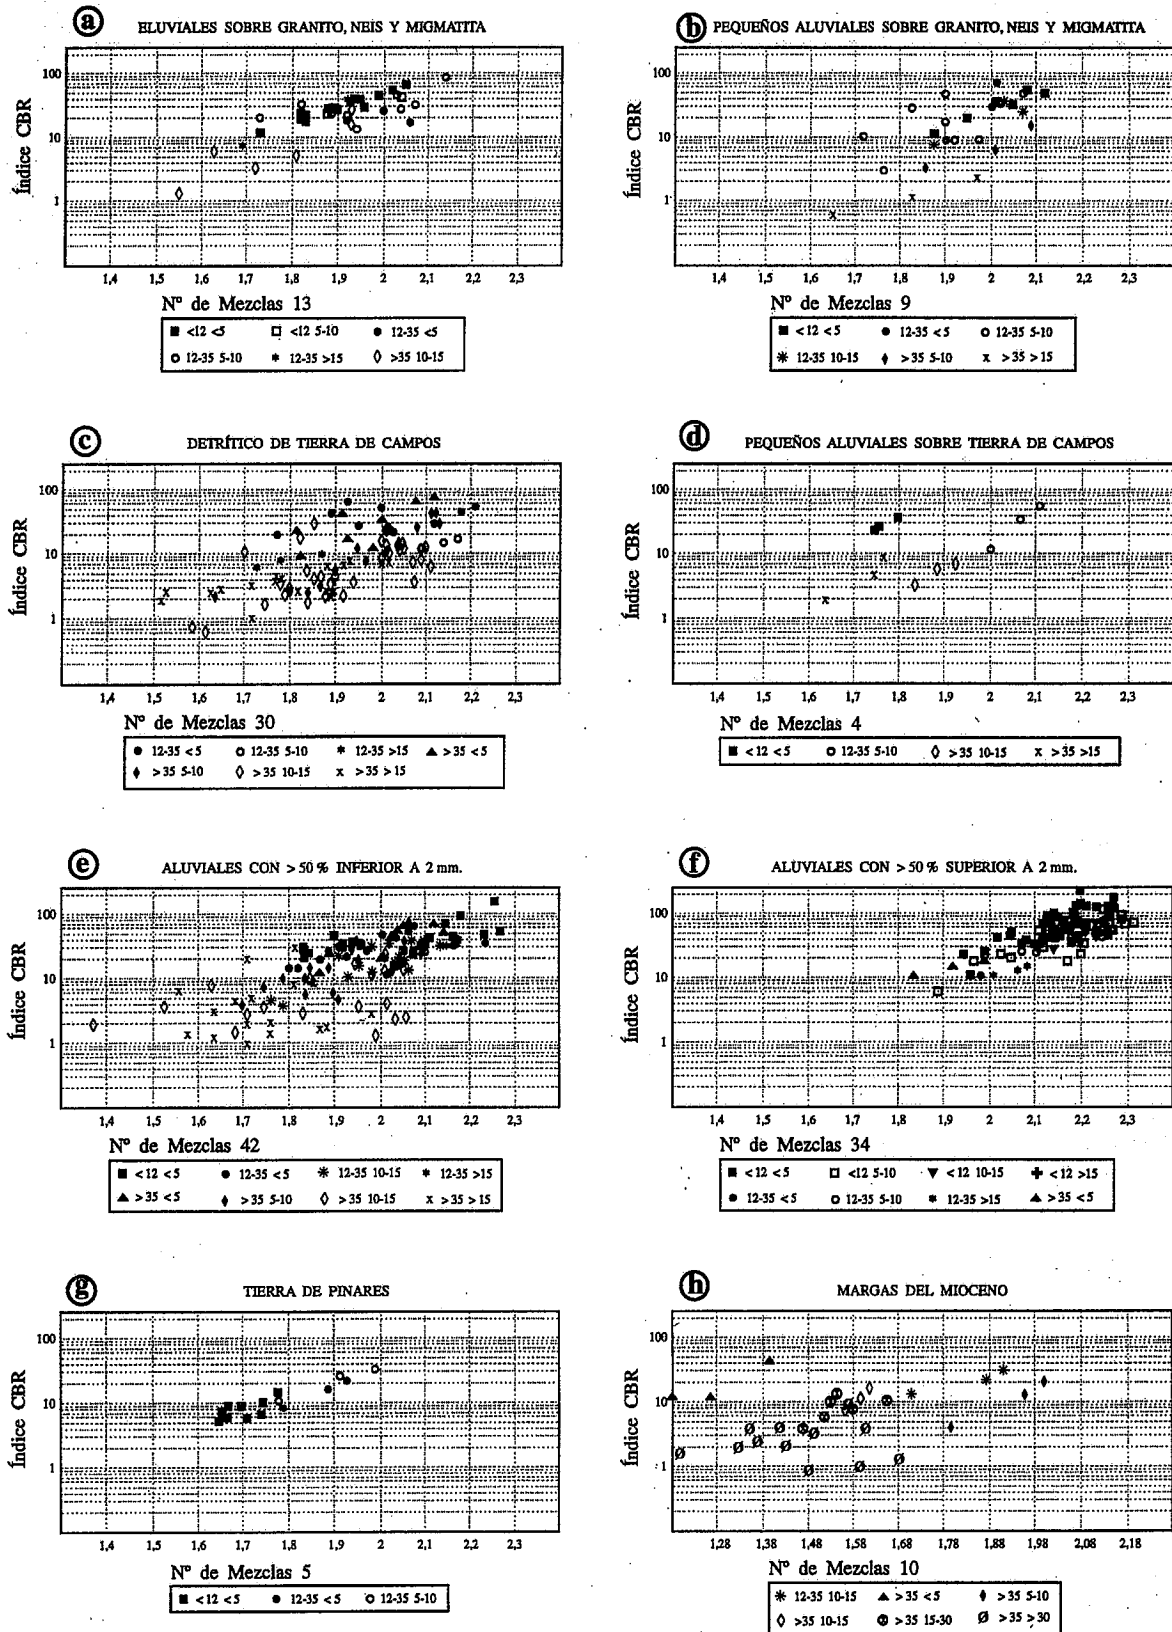 a ELUVIALES SOBRE GRANITO, NEIS Y MIGMATITA
Índice CBR
100
10
1
1,4 1,5 1,6 1,7 1,8 1,9 2 2,1 2,2 2,3
Nº de Mezclas 13
<12 <5 <12 5-10 12-35 <5
12-35 5-10 12-35 >15 >35 10-15
b PEQUEÑOS ALUVIALES SOBRE GRANITO, NEIS Y MIGMATITA
Índice CBR
100
10
1
1,4 1,5 1,6 1,7 1,8 1,9 2 2,1 2,2 2,3
Nº de Mezclas 9
<12 <5 12-35 <5 12-35 5-10
12-35 10-15 >35 5-10 >35 >15
c DETRÍTICO DE TIERRA DE CAMPOS
Índice CBR
100
10
1
1,4 1,5 1,6 1,7 1,8 1,9 2 2,1 2,2 2,3
Nº de Mezclas 30
12-35 <5 12-35 5-10 12-35 >15 >35 <5
>35 5-10 >35 10-15 >35 >15
d PEQUEÑOS ALUVIALES SOBRE TIERRA DE CAMPOS
Índice CBR
100
10
1
1,4 1,5 1,6 1,7 1,8 1,9 2 2,1 2,2 2,3
Nº de Mezclas 4
<12 <5 12-35 5-10 >35 10-15 >35 >15
e ALUVIALES CON >50 % INFERIOR A 2 mm.
Índice CBR
100
10
1
1,4 1,5 1,6 1,7 1,8 1,9 2 2,1 2,2 2,3
Nº de Mezclas 42
<12 <5 12-35 <5 12-35 10-15 12-35 >15
>35 <5 >35 5-10 >35 10-15 >35 >15
f ALUVIALES CON >50 % SUPERIOR A 2 mm.
Índice CBR
100
10
1
1,4 1,5 1,6 1,7 1,8 1,9 2 2,1 2,2 2,3
Nº de Mezclas 34
<12 <5 <12 5-10 <12 10-15 <12 >15
12-35 <5 12-35 5-10 12-35 >15 >35 <5
g TIERRA DE PINARES
Índice CBR
100
10
1
1,4 1,5 1,6 1,7 1,8 1,9 2 2,1 2,2 2,3
Nº de Mezclas 5
<12 <5 12-35 <5 12-35 5-10
h MARGAS DEL MIOCENO
Índice CBR
100
10
1
1,28 1,38 1,48 1,58 1,68 1,78 1,88 1,98 2,08 2,18
Nº de Mezclas 10
12-35 10-15 >35 <5 >35 5-10
>35 10-15 >35 15-30 >35 >30